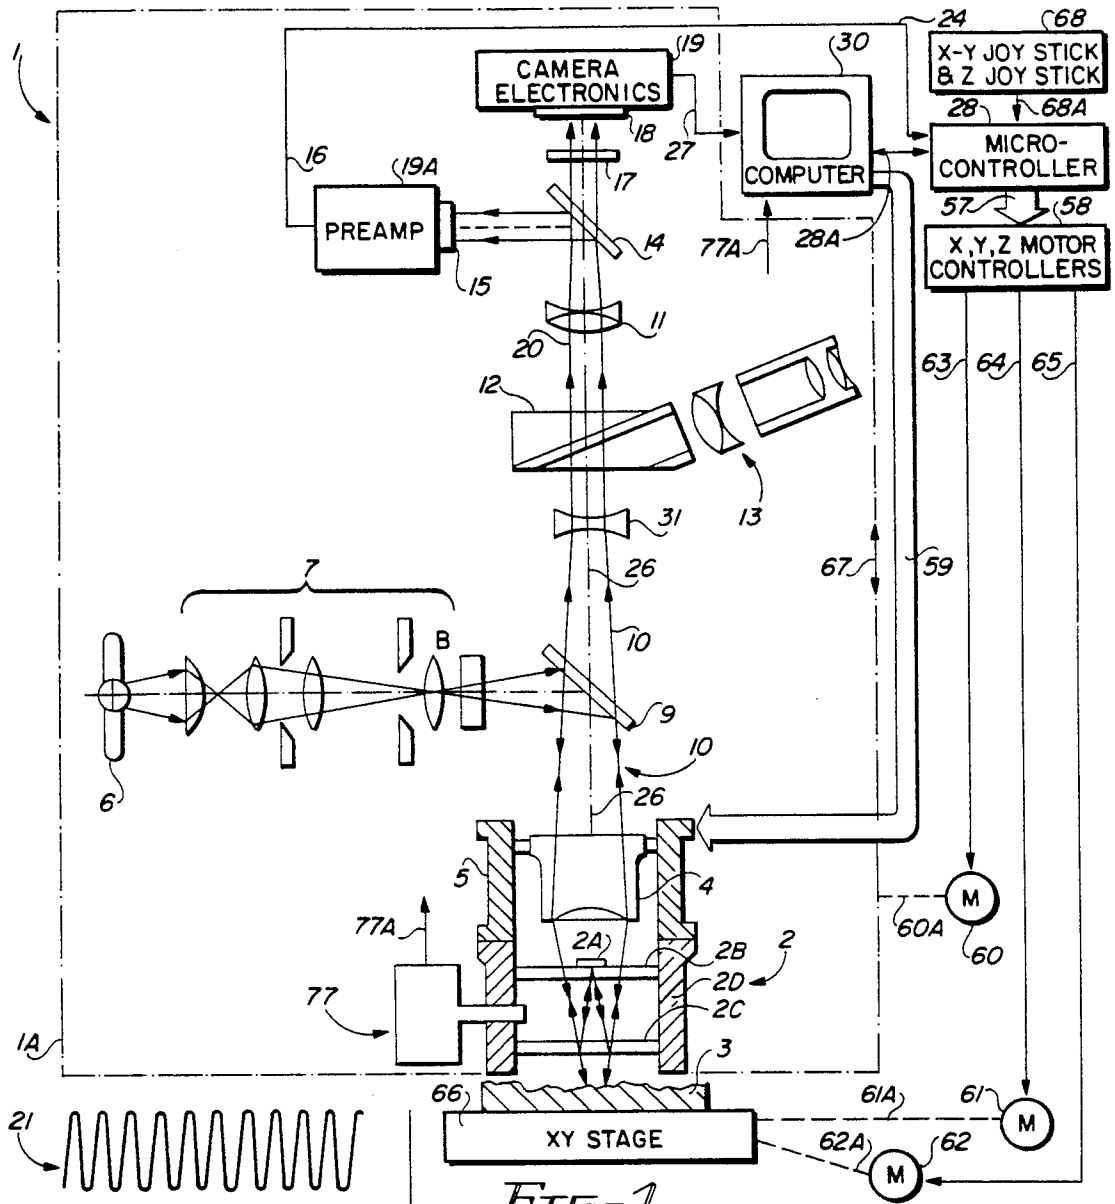 24
68
1
19
30
X-Y JOY STICK
& Z JOY STICK
CAMERA
ELECTRONICS
28
68A
18
27
MICRO-
CONTROLLER
16
17
COMPUTER
19A
57
58
PREAMP
14
77A
28A
X,Y,Z MOTOR
CONTROLLERS
15
11
20
63
64
65
12
13
31
67
59
26
7
10
B
9
6
10
26
5
4
M
77A
2A
2B
2
60A
60
2D
77
2C
1A
3
66
61A
61
21
M
XY STAGE
62A
62
M
FIG-1